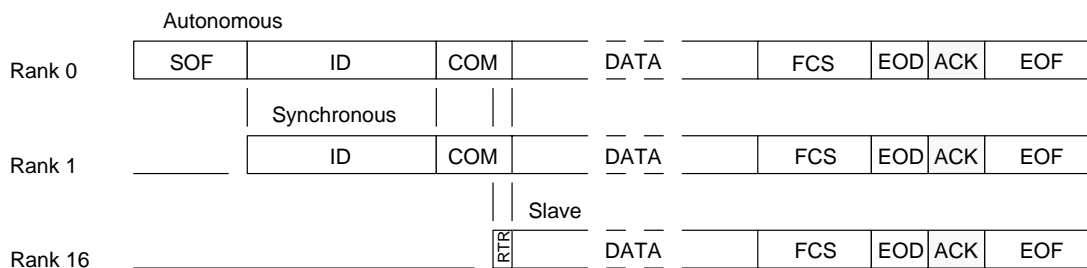 Autonomous
Rank 0 SOF ID COM DATA FCS EOD ACK EOF
Synchronous
Rank 1 ID COM DATA FCS EOD ACK EOF
Slave
Rank 16 RTR DATA FCS EOD ACK EOF